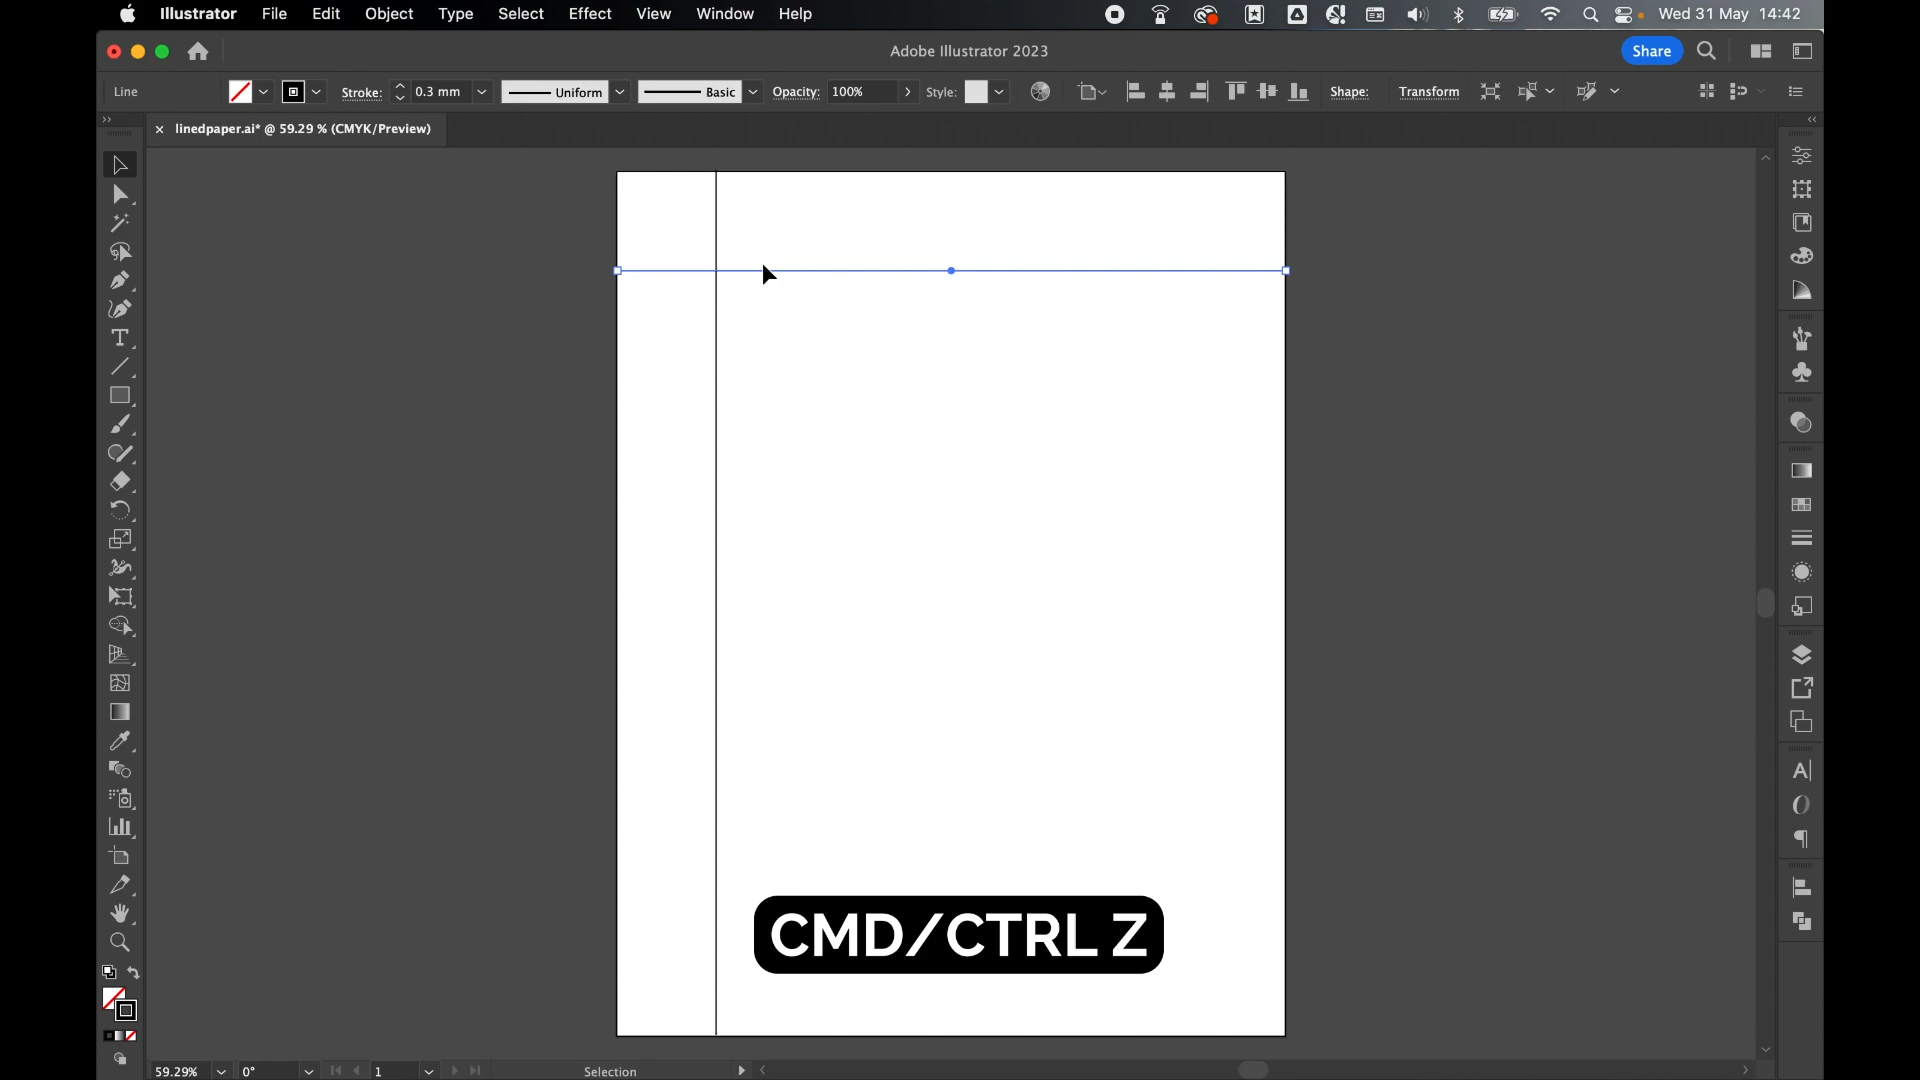 Illustrator File Edit Object Type Select Effect View Window Help Wed 31 May 14:42
Adobe Illustrator 2023 Share
Line Stroke: 0.3 mm Uniform Basic Opacity: 100% Style: Shape: Transform
linedpaper.ai* @ 59.29 % (CMYK/Preview)
CMD/CTRL Z
59.29% 0° 1 Selection